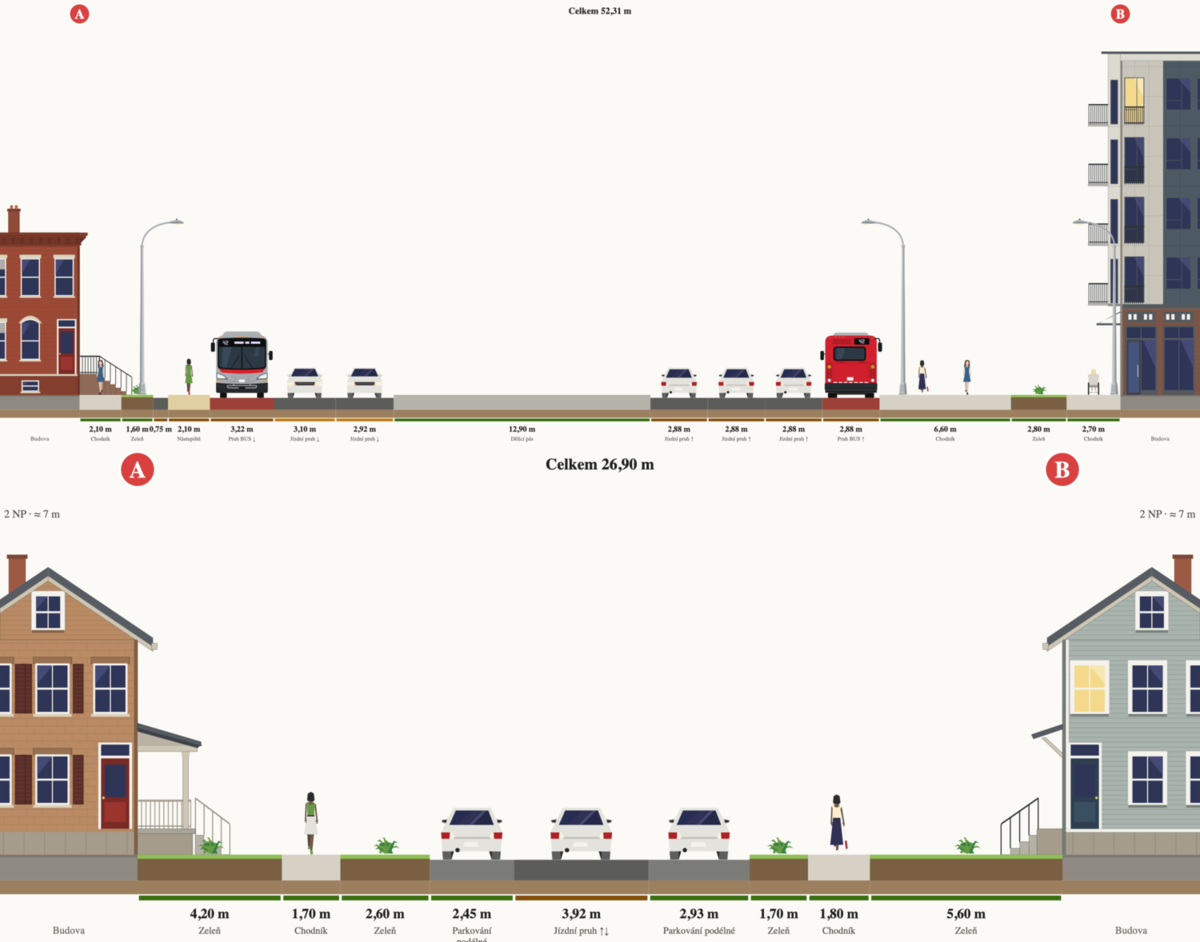 A
Celkem 52,31 m
B
2,10 m 1,60 m 0,75 m 2,10 m 3,22 m 3,10 m 2,92 m 12,90 m 2,88 m 2,88 m 2,88 m 2,88 m 6,60 m 2,80 m 2,70 m
Budova Chodník Zeleň Nástupiště Pruh BUS ↓ Jízdní pruh ↓ Jízdní pruh ↓ Dělicí pás Jízdní pruh ↑ Jízdní pruh ↑ Jízdní pruh ↑ Pruh BUS ↑ Chodník Zeleň Chodník Budova
A
Celkem 26,90 m
B
2 NP · ≈ 7 m
2 NP · ≈ 7 m
4,20 m 1,70 m 2,60 m 2,45 m 3,92 m 2,93 m 1,70 m 1,80 m 5,60 m
Budova Zeleň Chodník Zeleň Parkování Jízdní pruh ↑↓ Parkování podélné Zeleň Chodník Zeleň Budova
podélné